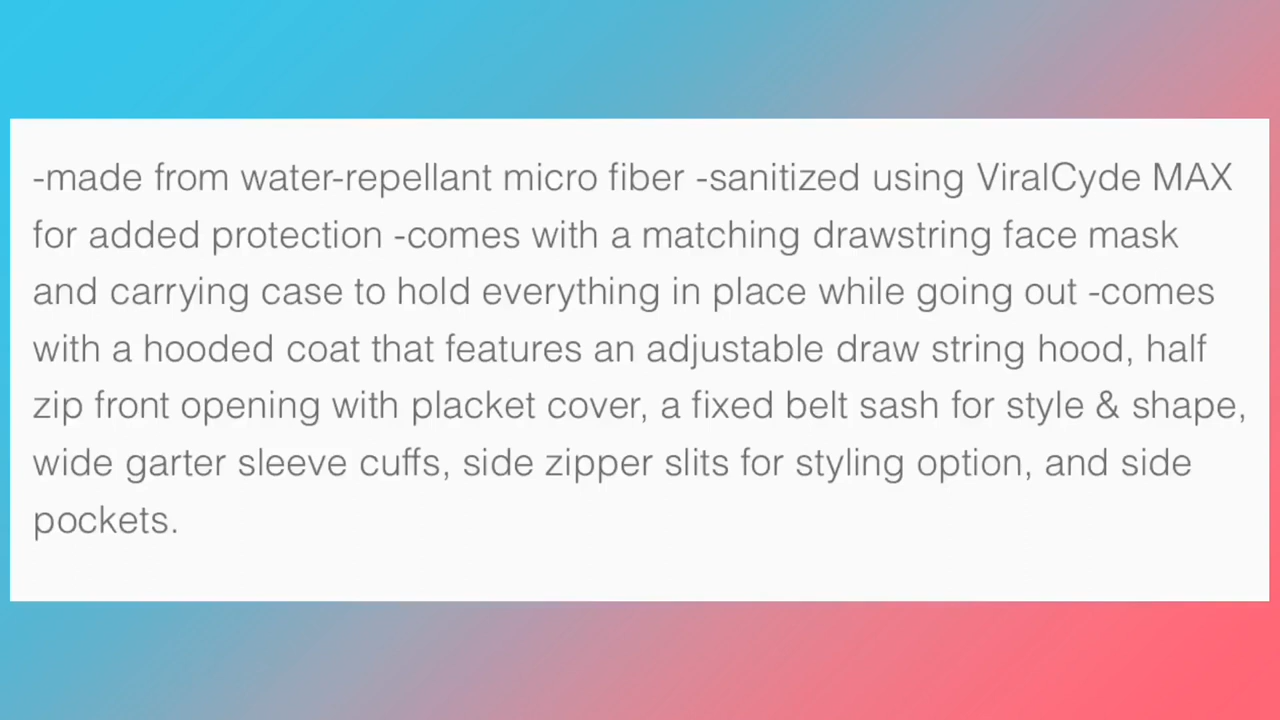 -made from water-repellant micro fiber -sanitized using ViralCyde MAX
for added protection -comes with a matching drawstring face mask
and carrying case to hold everything in place while going out -comes
with a hooded coat that features an adjustable draw string hood, half
zip front opening with placket cover, a fixed belt sash for style & shape,
wide garter sleeve cuffs, side zipper slits for styling option, and side
pockets.